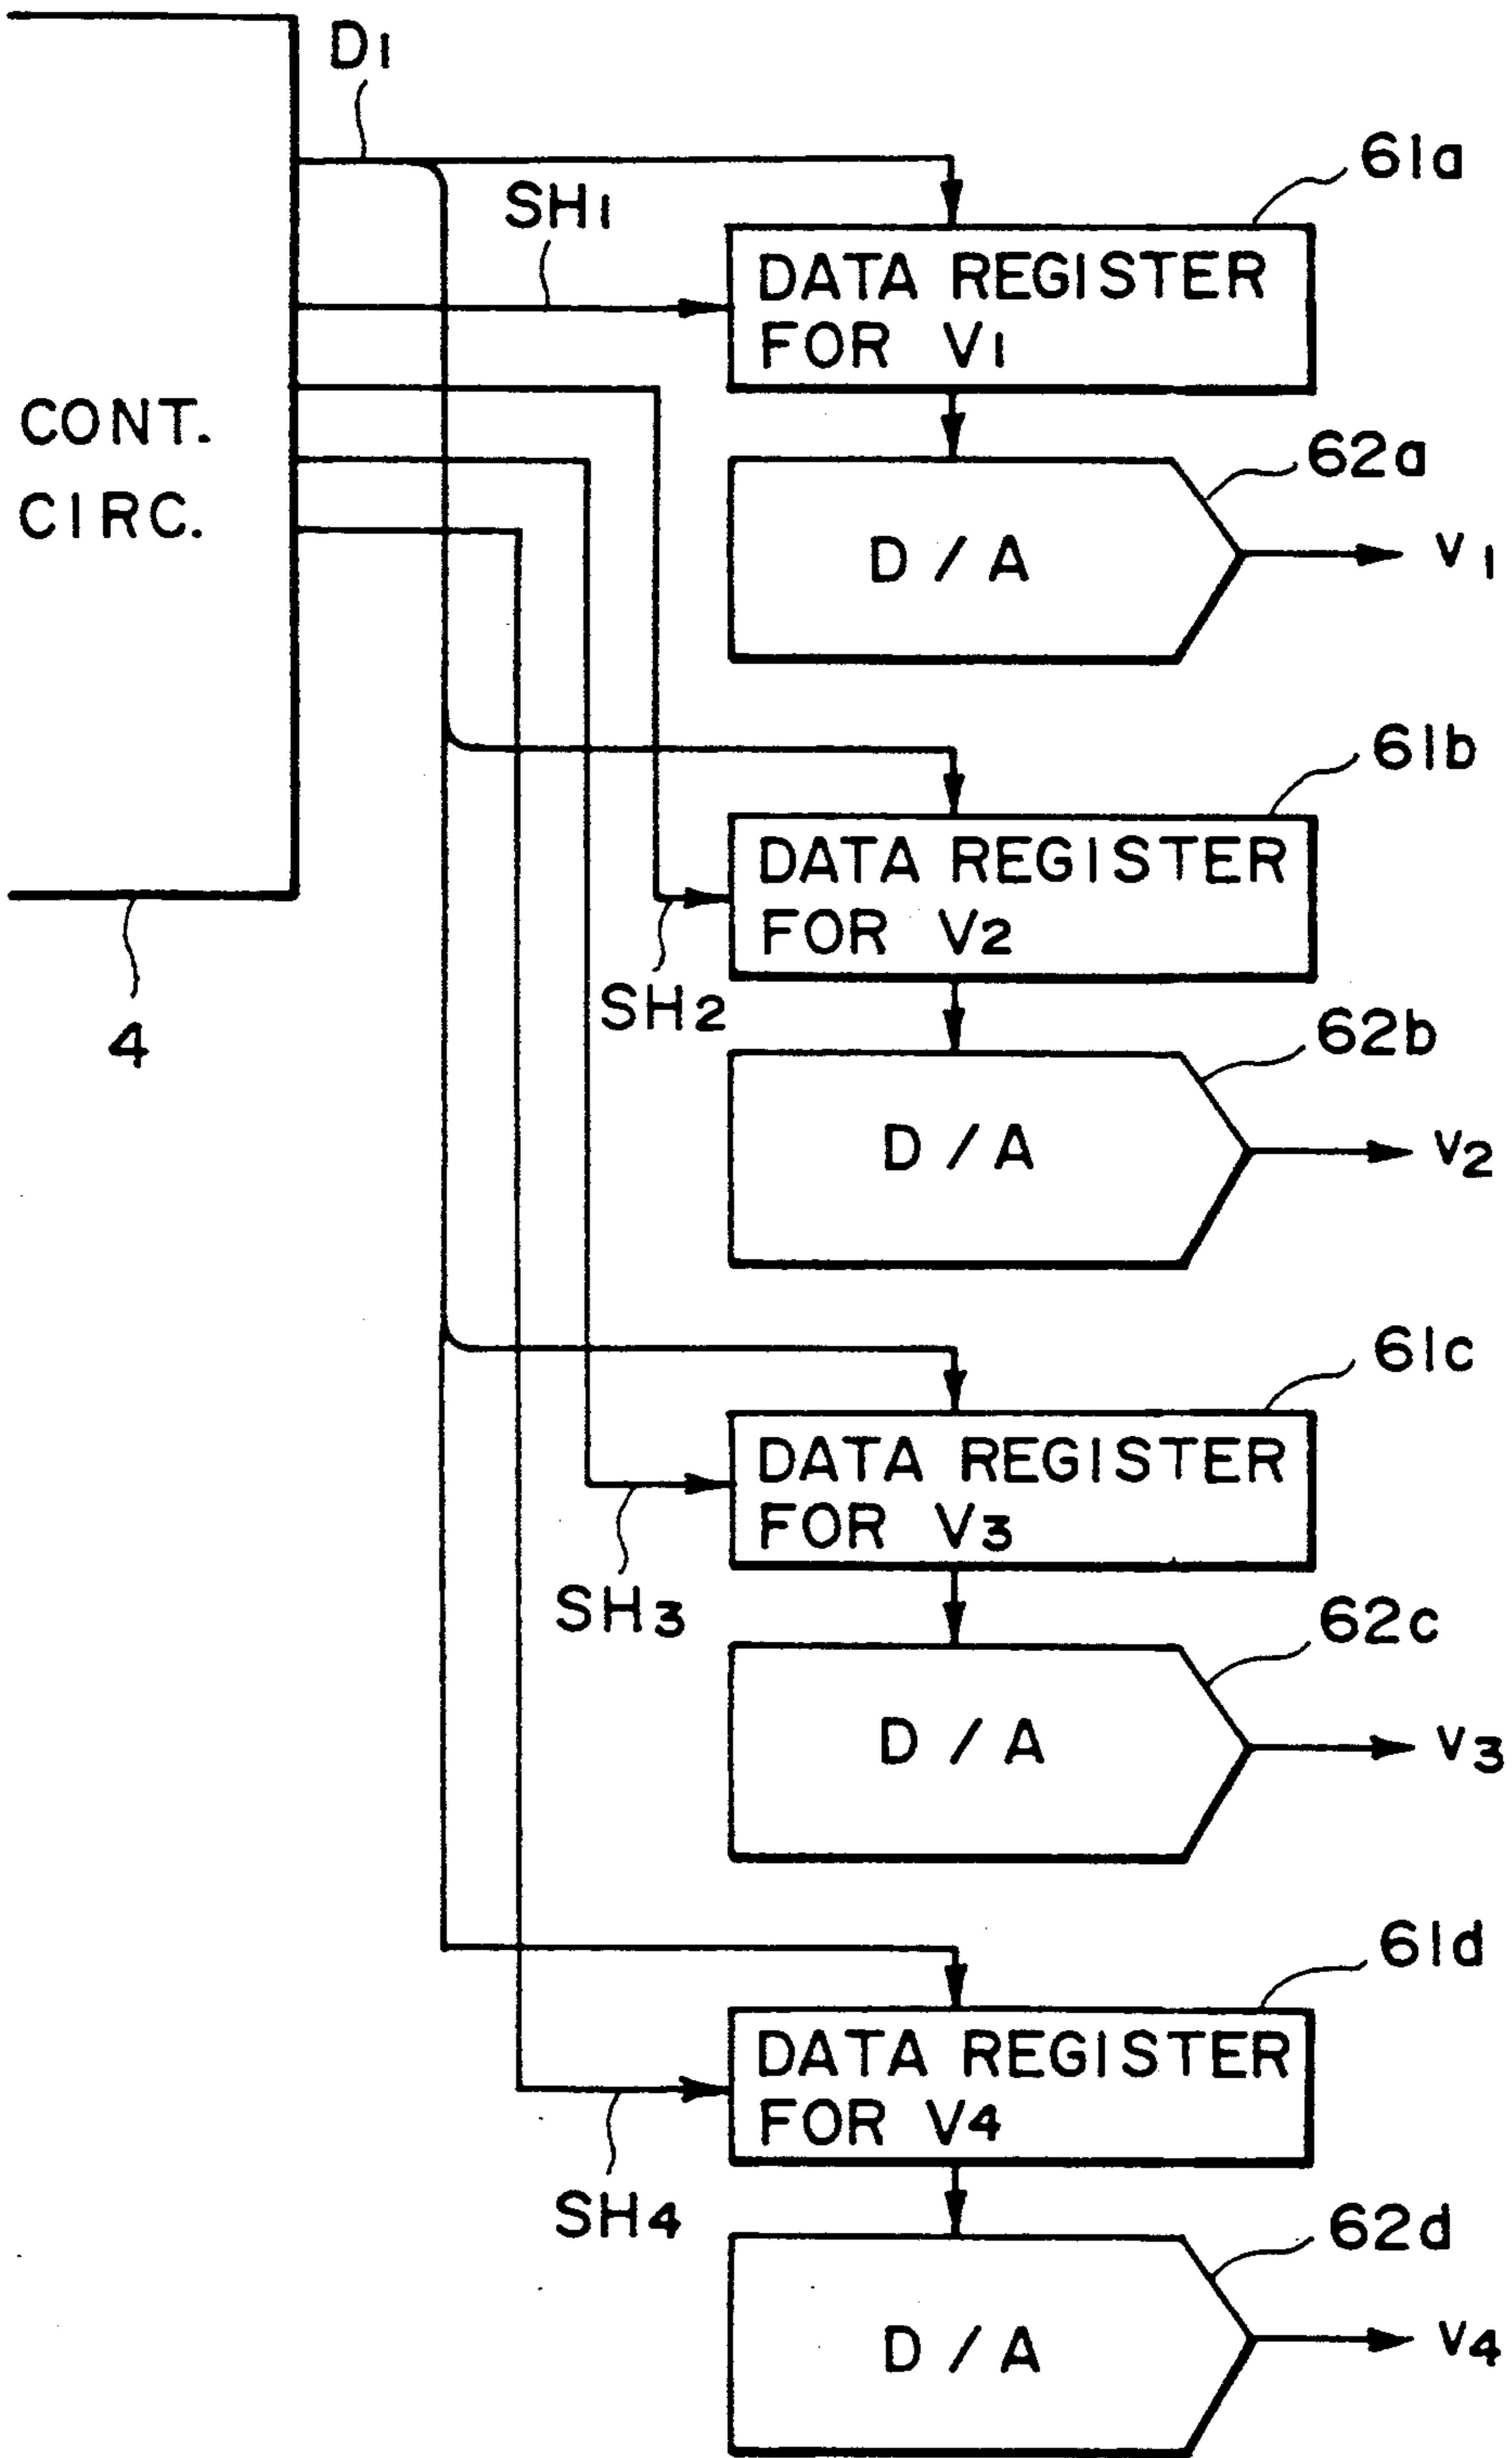 D1
61a
SH1
DATA REGISTER
FOR V1
CONT.
CIRC.
62a
D / A
V1
61b
DATA REGISTER
FOR V2
SH2
4
62b
D / A
V2
61c
DATA REGISTER
FOR V3
SH3
62c
D / A
V3
61d
DATA REGISTER
FOR V4
SH4
62d
D / A
V4